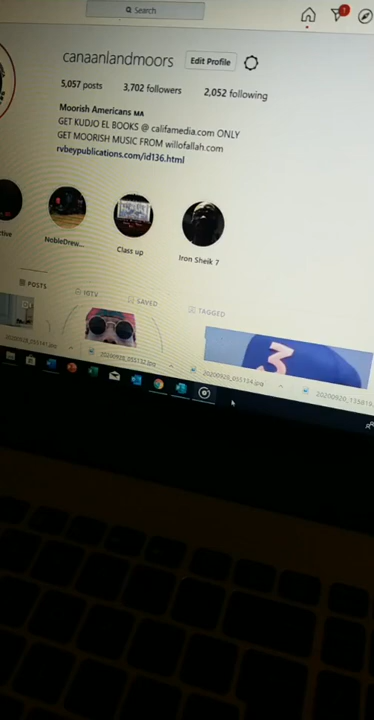 Search
canaanlandmoors Edit Profile
5,057 posts 3,702 followers 2,052 following
Moorish Americans MA
GET KUDJO EL BOOKS @ califamedia.com ONLY
GET MOORISH MUSIC FROM willofallah.com
rvbeypublications.com/id136.html
NobleDrew... Class up Iron Sheik 7
POSTS IGTV SAVED TAGGED
3
20200920_055134.jpg